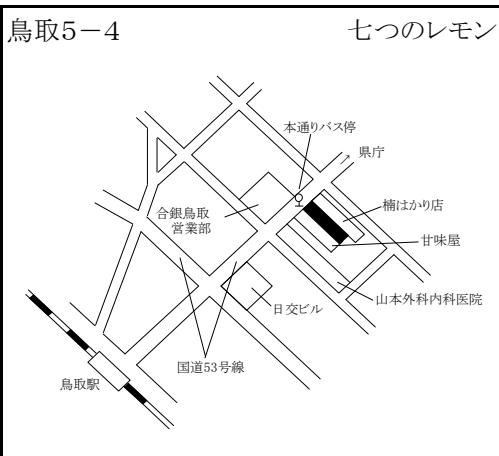 鳥取5－4
七つのレモン
本通りバス停
県庁
楠はかり店
合銀鳥取
営業部
甘味屋
山本外科内科医院
日交ビル
国道53号線
鳥取駅